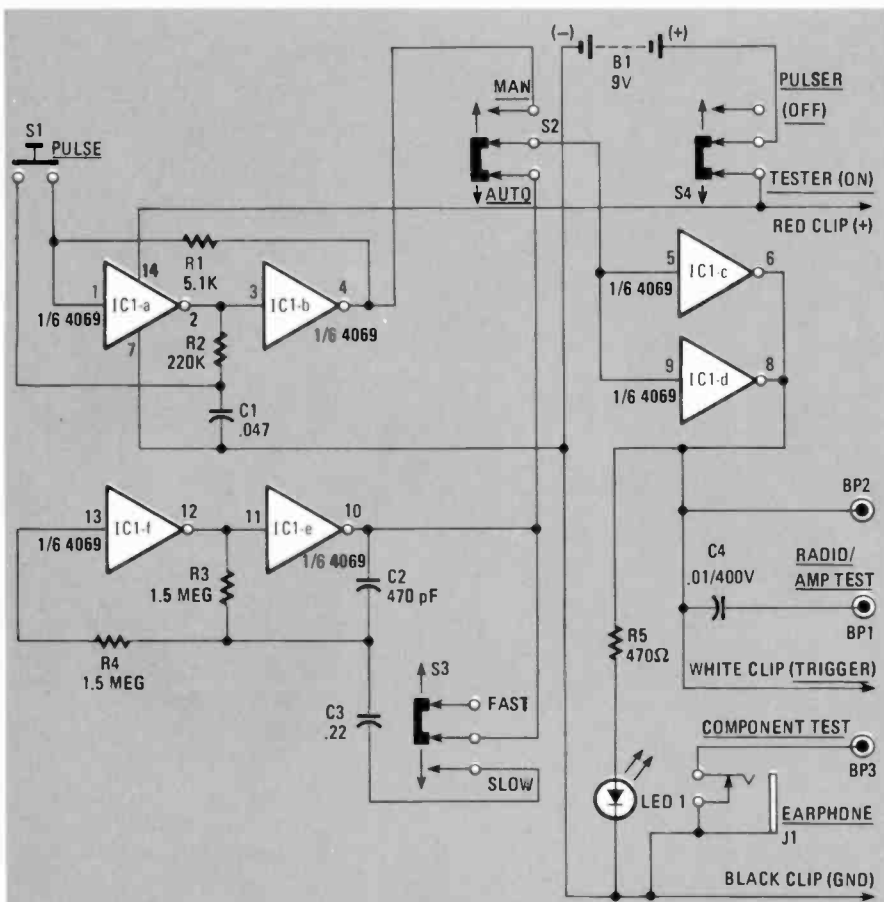 (-)
(+)
B1
9V
PULSER
(OFF)
MAN
S2
AUTO
S4
TESTER (ON)
RED CLIP (+)
S1
PULSE
R1
5.1K
14
1
IC1-a
2
1/6 4069
7
3
IC1-b
4
1/6 4069
R2
220K
C1
.047
5
IC1-c
6
1/6 4069
9
IC1-d
8
1/6 4069
13
IC1-f
12
1/6 4069
11
IC1-e
10
1/6 4069
R3
1.5 MEG
C2
470 pF
R4
1.5 MEG
C3
.22
S3
FAST
SLOW
BP2
C4
.01/400V
RADIO/
AMP TEST
BP1
R5
470Ω
WHITE CLIP (TRIGGER)
COMPONENT TEST
BP3
LED 1
EARPHONE
J1
BLACK CLIP (GND)